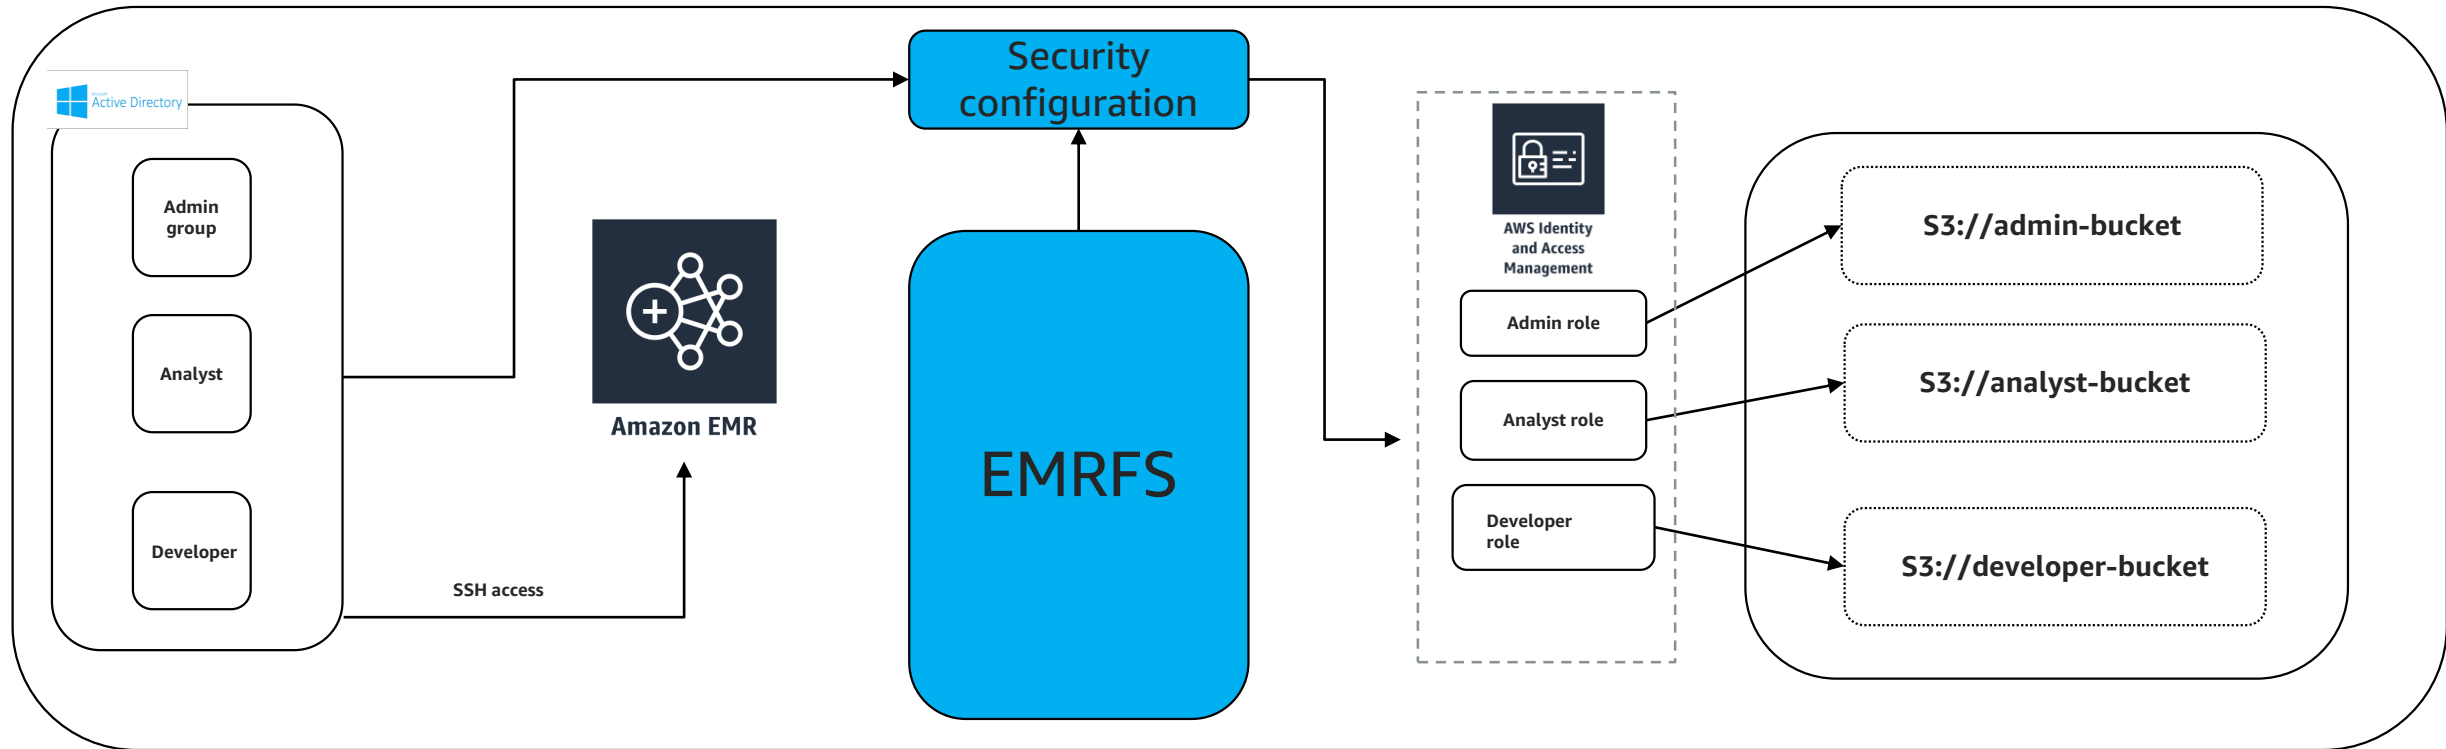 Microsoft
Active Directory
Admin
group
Analyst
Developer
SSH access
Amazon EMR
Security
configuration
EMRFS
AWS Identity
and Access
Management
Admin role
Analyst role
Developer
role
S3://admin-bucket
S3://analyst-bucket
S3://developer-bucket